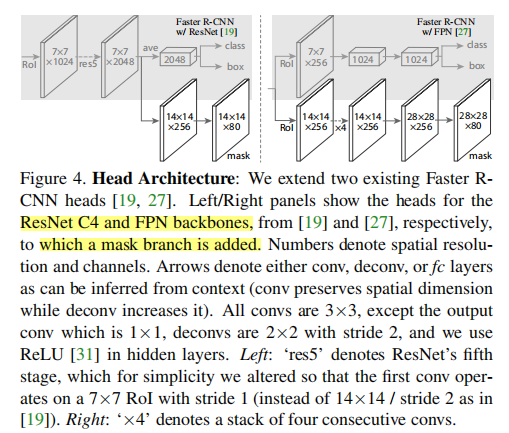 Faster R-CNN
w/ ResNet [19]
RoI
7×7
×1024
res5
7×7
×2048
ave
2048
class
box
14×14
×256
14×14
×80
mask
Faster R-CNN
w/ FPN [27]
RoI
7×7
×256
1024
1024
class
box
RoI
14×14
×256
×4
14×14
×256
28×28
×256
28×28
×80
mask
Figure 4. Head Architecture: We extend two existing Faster R-
CNN heads [19, 27]. Left/Right panels show the heads for the
ResNet C4 and FPN backbones, from [19] and [27], respectively,
to which a mask branch is added. Numbers denote spatial resolu-
tion and channels. Arrows denote either conv, deconv, or fc layers
as can be inferred from context (conv preserves spatial dimension
while deconv increases it). All convs are 3×3, except the output
conv which is 1×1, deconvs are 2×2 with stride 2, and we use
ReLU [31] in hidden layers. Left: ‘res5’ denotes ResNet’s fifth
stage, which for simplicity we altered so that the first conv oper-
ates on a 7×7 RoI with stride 1 (instead of 14×14 / stride 2 as in
[19]). Right: ‘×4’ denotes a stack of four consecutive convs.